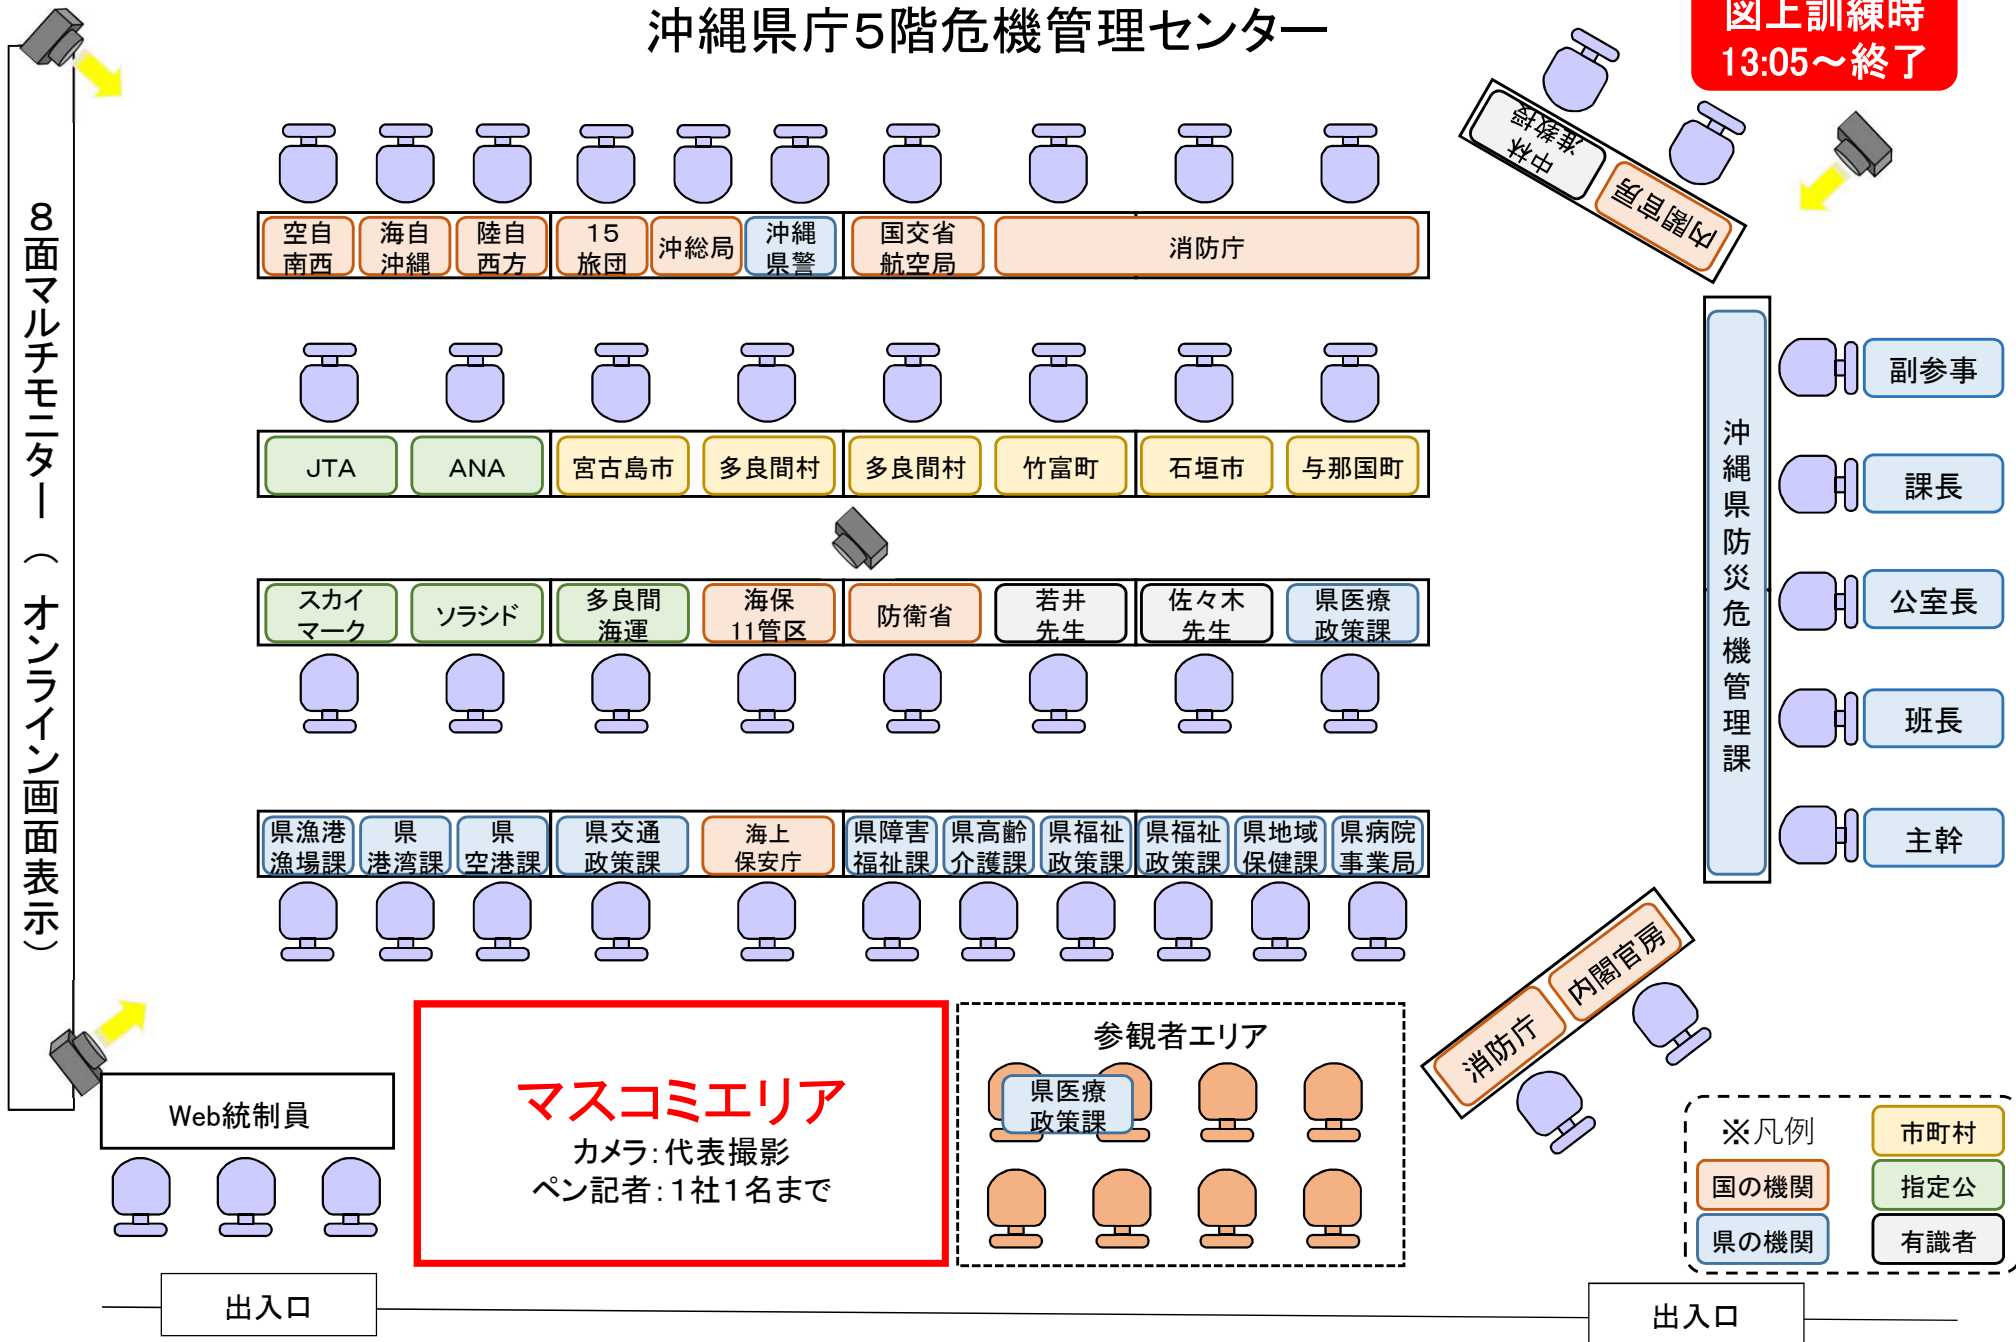 沖縄県庁5階危機管理センター
図上訓練時
13:05～終了
8面マルチモニター（オンライン画面表示）
空自
南西
海自
沖縄
陸自
西方
15
旅団
沖総局
沖縄
県警
国交省
航空局
消防庁
中林
准教授
内閣官房
JTA
ANA
宮古島市
多良間村
多良間村
竹富町
石垣市
与那国町
スカイ
マーク
ソラシド
多良間
海運
海保
11管区
防衛省
若井
先生
佐々木
先生
県医療
政策課
沖縄県防災危機管理課
副参事
課長
公室長
班長
主幹
県漁港
漁場課
県
港湾課
県
空港課
県交通
政策課
海上
保安庁
県障害
福祉課
県高齢
介護課
県福祉
政策課
県福祉
政策課
県地域
保健課
県病院
事業局
内閣官房
消防庁
Web統制員
マスコミエリア
カメラ：代表撮影
ペン記者：1社1名まで
参観者エリア
県医療
政策課
※凡例
市町村
国の機関
指定公
県の機関
有識者
出入口
出入口